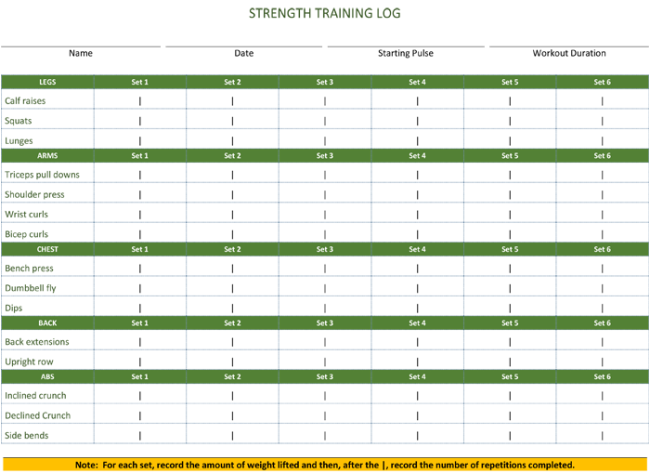 STRENGTH TRAINING LOG
Name Date Starting Pulse Workout Duration
LEGS Set 1 Set 2 Set 3 Set 4 Set 5 Set 6
Calf raises | | | | | |
Squats | | | | | |
Lunges | | | | | |
ARMS Set 1 Set 2 Set 3 Set 4 Set 5 Set 6
Triceps pull downs | | | | | |
Shoulder press | | | | | |
Wrist curls | | | | | |
Bicep curls | | | | | |
CHEST Set 1 Set 2 Set 3 Set 4 Set 5 Set 6
Bench press | | | | | |
Dumbbell fly | | | | | |
Dips | | | | | |
BACK Set 1 Set 2 Set 3 Set 4 Set 5 Set 6
Back extensions | | | | | |
Upright row | | | | | |
ABS Set 1 Set 2 Set 3 Set 4 Set 5 Set 6
Inclined crunch | | | | | |
Declined Crunch | | | | | |
Side bends | | | | | |
Note: For each set, record the amount of weight lifted and then, after the |, record the number of repetitions completed.